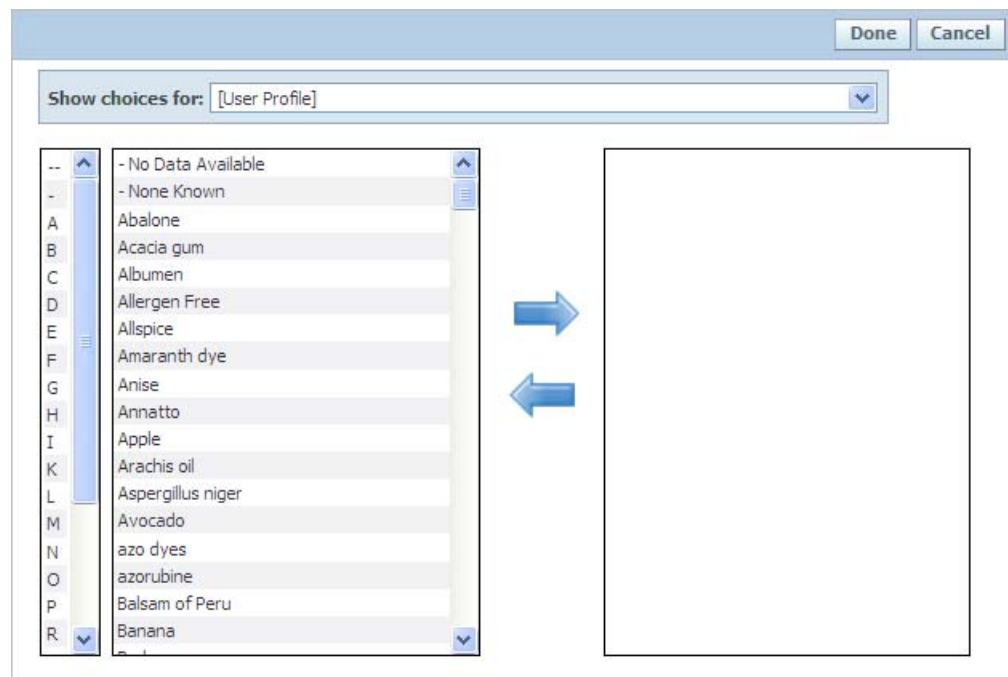 Done Cancel
Show choices for: [User Profile]
--
-
A
B
C
D
E
F
G
H
I
K
L
M
N
O
P
R
- No Data Available
- None Known
Abalone
Acacia gum
Albumen
Allergen Free
Allspice
Amaranth dye
Anise
Annatto
Apple
Arachis oil
Aspergillus niger
Avocado
azo dyes
azorubine
Balsam of Peru
Banana